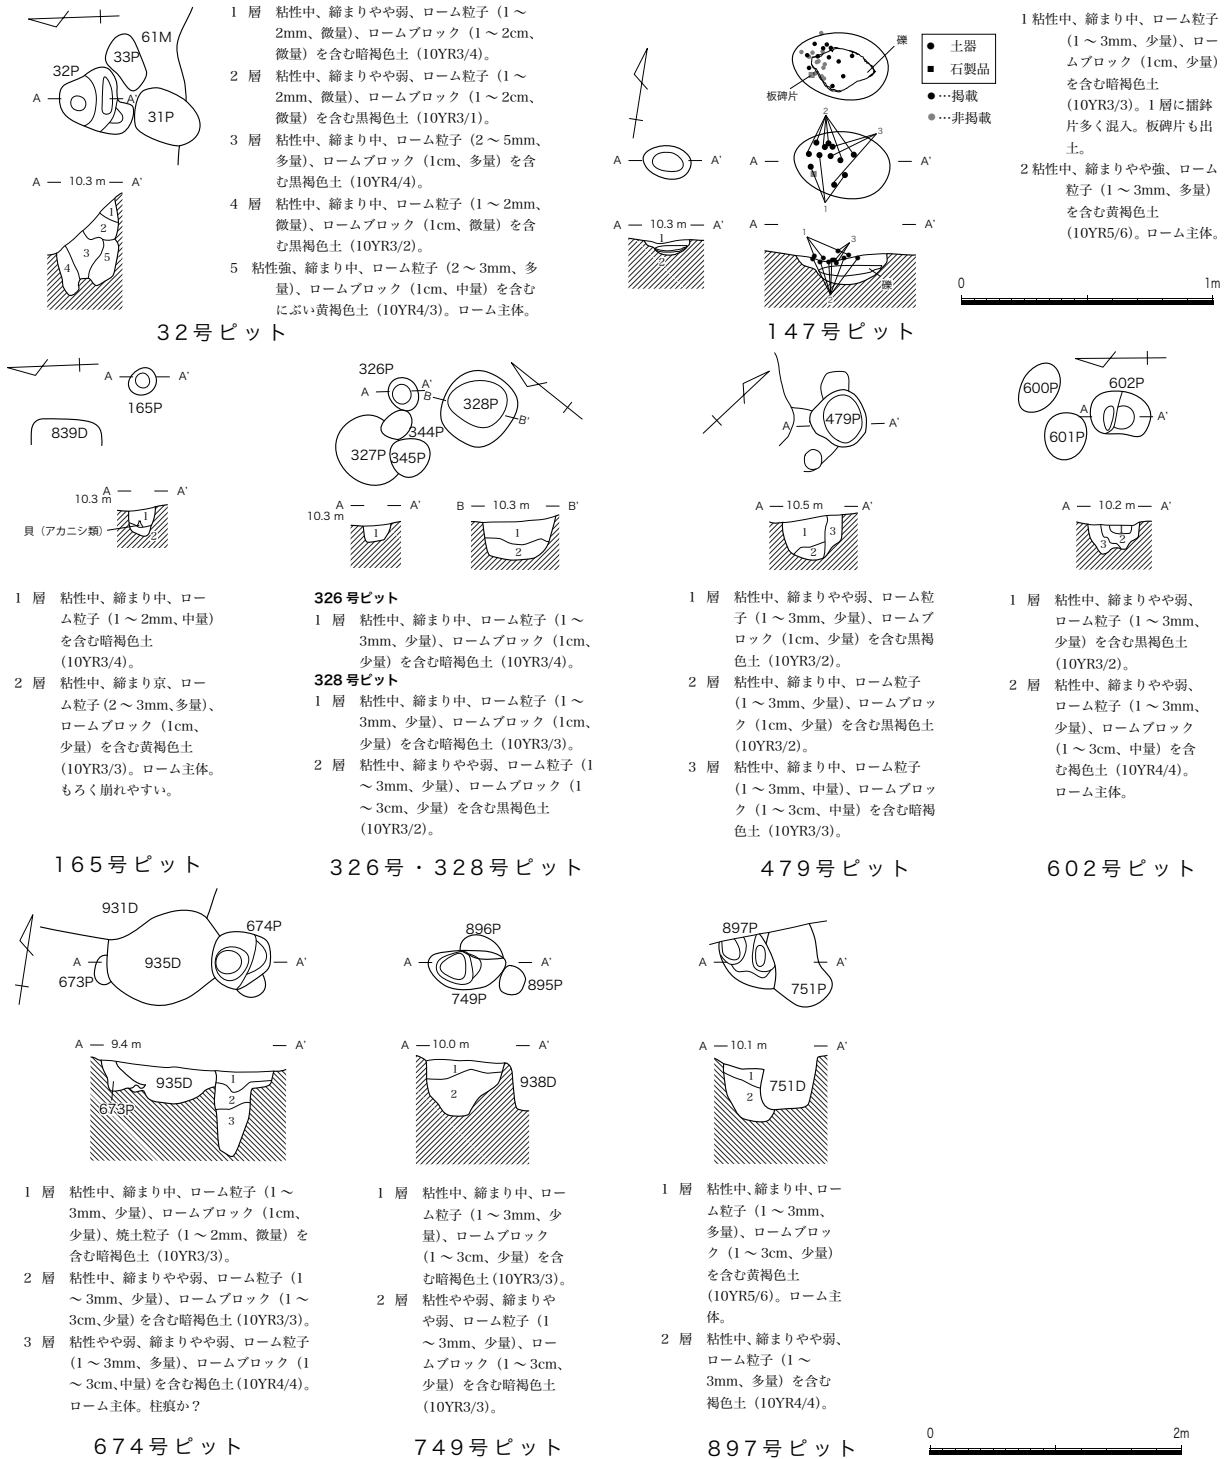 61M
33P
32P
A
A'
31P
A
10.3 m
A'
1
2
3
4
5
1 層 粘性中、締まりやや弱、ローム粒子（1 ～
2mm、微量）、ロームブロック（1 ～ 2cm、
微量）を含む暗褐色土（10YR3/4）。
2 層 粘性中、締まりやや弱、ローム粒子（1 ～
2mm、微量）、ロームブロック（1 ～ 2cm、
微量）を含む黒褐色土（10YR3/1）。
3 層 粘性中、締まり中、ローム粒子（2 ～ 5mm、
多量）、ロームブロック（1cm、多量）を含
む黒褐色土（10YR4/4）。
4 層 粘性中、締まり中、ローム粒子（1 ～ 2mm、
微量）、ロームブロック（1cm、微量）を含
む黒褐色土（10YR3/2）。
5 粘性強、締まり中、ローム粒子（2 ～ 3mm、多
量）、ロームブロック（1cm、中量）を含む
にぶい黄褐色土（10YR4/3）。ローム主体。
32号ピット
A
A'
A
10.3 m
A'
1
2
礫
板碑片
土器
石製品
…掲載
…非掲載
2
3
A
A'
1
A
A'
1
3
礫
2
1 粘性中、締まり中、ローム粒子
（1 ～ 3mm、少量）、ロー
ムブロック（1cm、少量）
を含む暗褐色土
（10YR3/3）。1 層に擂鉢
片多く混入。板碑片も出
土。
2 粘性中、締まりやや強、ローム
粒子（1 ～ 3mm、多量）
を含む黄褐色土
（10YR5/6）。ローム主体。
0
1m
147号ピット
A
A'
165P
839D
A
A'
10.3 m
1
2
貝（アカニシ類）
1 層 粘性中、締まり中、ロー
ム粒子（1 ～ 2mm、中量）
を含む暗褐色土
（10YR3/4）。
2 層 粘性中、締まり京、ロー
ム粒子（2 ～ 3mm、多量）、
ロームブロック（1cm、
少量）を含む黄褐色土
（10YR3/3）。ローム主体。
もろく崩れやすい。
165号ピット
326P
A
A'
B
328P
B'
344P
327P
345P
A
A'
10.3 m
1
B
10.3 m
B'
1
2
326 号ピット
1 層 粘性中、締まり中、ローム粒子（1 ～
3mm、少量）、ロームブロック（1cm、
少量）を含む暗褐色土（10YR3/4）。
328 号ピット
1 層 粘性中、締まり中、ローム粒子（1 ～
3mm、少量）、ロームブロック（1cm、
少量）を含む暗褐色土（10YR3/3）。
2 層 粘性中、締まりやや弱、ローム粒子（1
～ 3mm、少量）、ロームブロック（1
～ 3cm、少量）を含む黒褐色土
（10YR3/2）。
326号・328号ピット
A
479P
A'
A
10.5 m
A'
1
2
3
1 層 粘性中、締まりやや弱、ローム粒
子（1 ～ 3mm、少量）、ロームブ
ロック（1cm、少量）を含む黒褐
色土（10YR3/2）。
2 層 粘性中、締まり中、ローム粒子
（1 ～ 3mm、少量）、ロームブロッ
ク（1cm、少量）を含む黒褐色土
（10YR3/2）。
3 層 粘性中、締まり中、ローム粒子
（1 ～ 3mm、中量）、ロームブロッ
ク（1 ～ 3cm、中量）を含む暗褐
色土（10YR3/3）。
479号ピット
600P
602P
A
A'
601P
A
10.2 m
A'
1
2
3
1 層 粘性中、締まりやや弱、
ローム粒子（1 ～ 3mm、
少量）を含む黒褐色土
（10YR3/2）。
2 層 粘性中、締まりやや弱、
ローム粒子（1 ～ 3mm、
少量）、ロームブロック
（1 ～ 3cm、中量）を含
む褐色土（10YR4/4）。
ローム主体。
602号ピット
931D
674P
A
935D
A'
673P
A
9.4 m
A'
935D
673P
1
2
3
1 層 粘性中、締まり中、ローム粒子（1 ～
3mm、少量）、ロームブロック（1cm、
少量）、焼土粒子（1 ～ 2mm、微量）を
含む暗褐色土（10YR3/3）。
2 層 粘性中、締まりやや弱、ローム粒子（1
～ 3mm、少量）、ロームブロック（1 ～
3cm、少量）を含む暗褐色土（10YR3/3）。
3 層 粘性やや弱、締まりやや弱、ローム粒子
（1 ～ 3mm、多量）、ロームブロック（1
～ 3cm、中量）を含む褐色土（10YR4/4）。
ローム主体。柱痕か？
674号ピット
896P
A
A'
895P
749P
A
10.0 m
A'
1
2
938D
1 層 粘性中、締まり中、ロー
ム粒子（1 ～ 3mm、少
量）、ロームブロック
（1 ～ 3cm、少量）を含
む暗褐色土（10YR3/3）。
2 層 粘性やや弱、締まりや
や弱、ローム粒子（1
～ 3mm、少量）、ロー
ムブロック（1 ～ 3cm、
少量）を含む暗褐色土
（10YR3/3）。
749号ピット
897P
A
A'
751P
A
10.1 m
A'
1
2
751D
1 層 粘性中、締まり中、ロー
ム粒子（1 ～ 3mm、
多量）、ロームブロッ
ク（1 ～ 3cm、少量）
を含む黄褐色土
（10YR5/6）。ローム主
体。
2 層 粘性中、締まりやや弱、
ローム粒子（1 ～
3mm、多量）を含む
褐色土（10YR4/4）。
897号ピット
0
2m